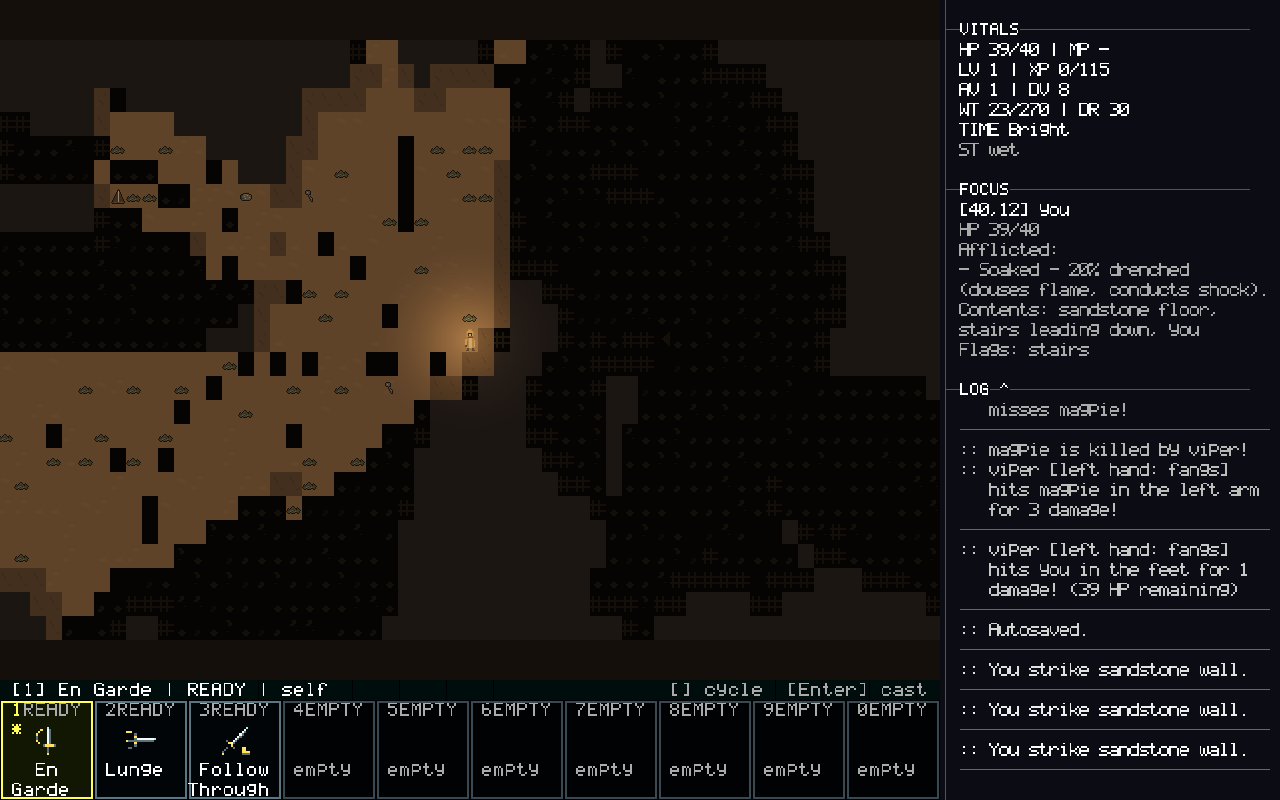 VITALS
HP 39/40 | MP -
LV 1 | XP 0/115
AV 1 | DV 8
WT 23/270 | DR 30
TIME Bright
ST wet
FOCUS
[40,12] You
HP 39/40
Afflicted:
- Soaked - 20% drenched
(douses flame, conducts shock).
Contents: sandstone floor,
stairs leading down, You
Flags: stairs
LOG ^
misses magpie!
:: magpie is killed by viper!
:: viper [left hand: fangs]
hits magpie in the left arm
for 3 damage!
:: viper [left hand: fangs]
hits You in the feet for 1
damage! (39 HP remaining)
:: Autosaved.
:: You strike sandstone wall.
:: You strike sandstone wall.
:: You strike sandstone wall.
[1] En Garde | READY | self
[] cycle [Enter] cast
1READY
*
En
Garde
2READY
Lunge
3READY
Follow
Through
4EMPTY
empty
5EMPTY
empty
6EMPTY
empty
7EMPTY
empty
8EMPTY
empty
9EMPTY
empty
0EMPTY
empty